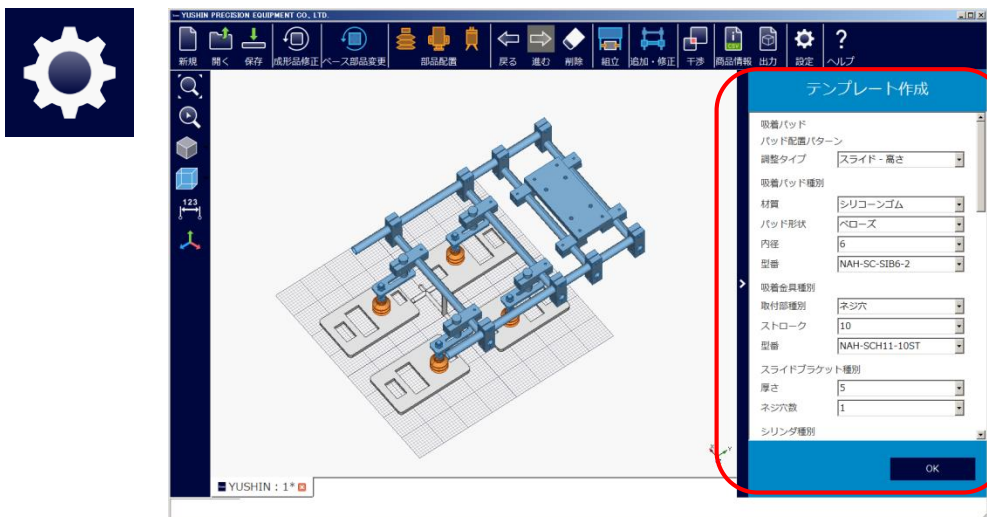 YUSHIN PRECISION EQUIPMENT CO., LTD.
新規 開く 保存 成形品修正 ベース部品変更 部品配置 戻る 進む 削除 組立 追加・修正 干渉 商品情報 出力 設定 ヘルプ
テンプレート作成
吸着パッド
パッド配置パターン
調整タイプ スライド - 高さ
吸着パッド種別
材質 シリコーンゴム
パッド形状 ベローズ
内径 6
型番 NAH-SC-SIB6-2
吸着金具種別
取付部種別 ネジ穴
ストローク 10
型番 NAH-SCH11-10ST
スライドブラケット種別
厚さ 5
ネジ穴数 1
シリンダ種別
OK
123
YUSHIN : 1*